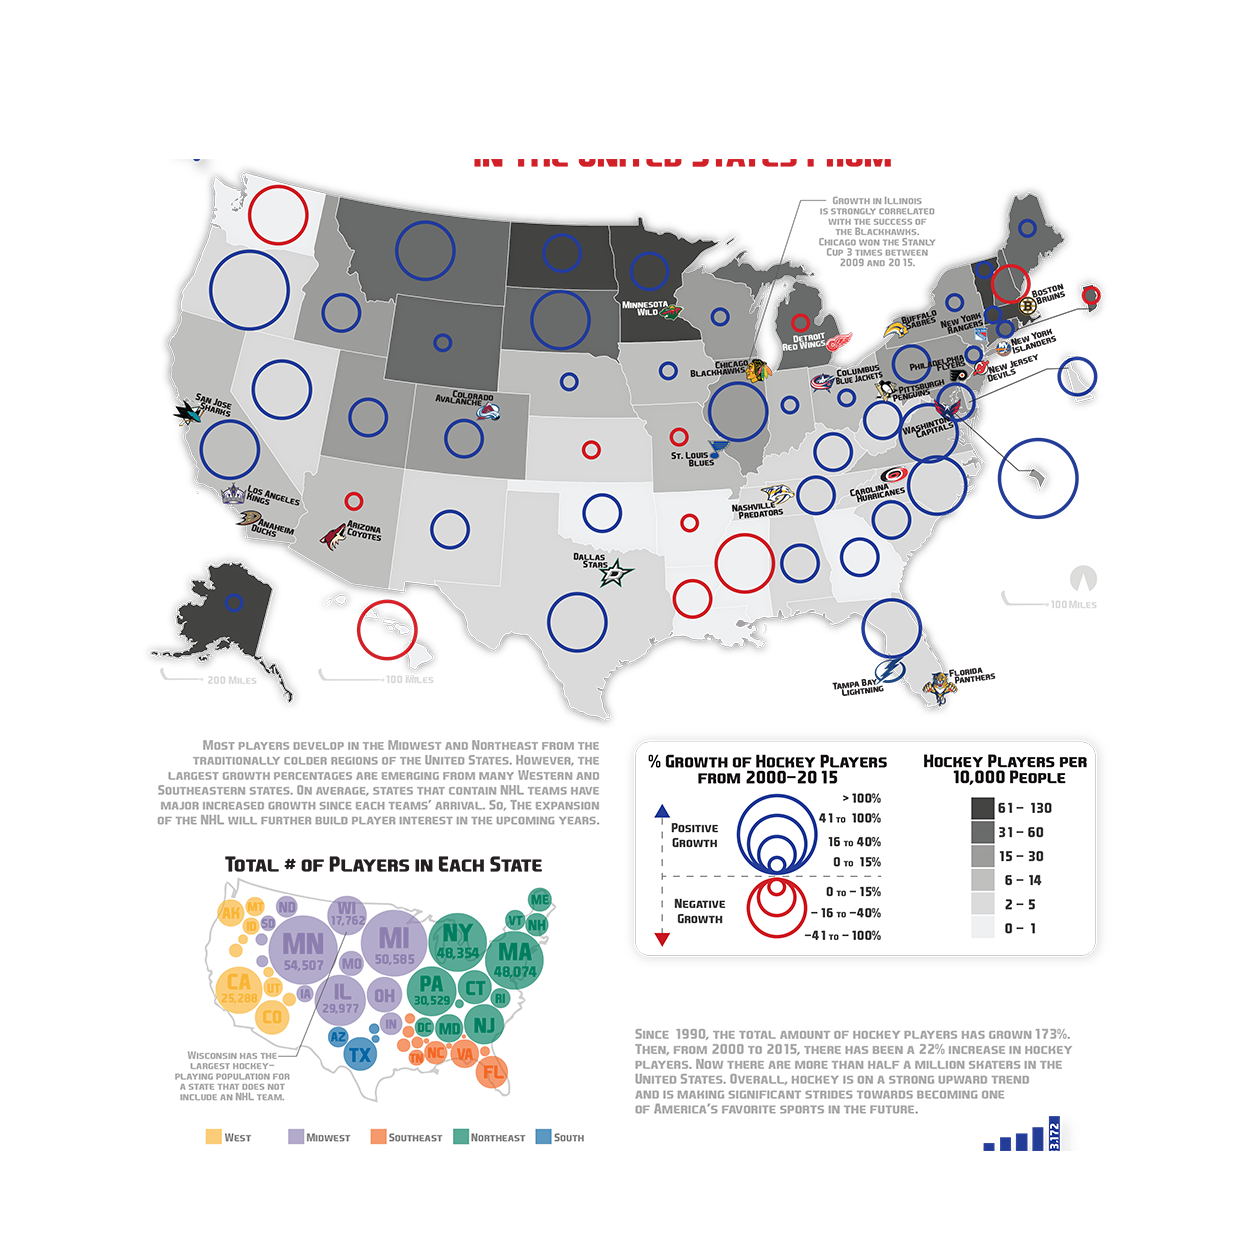 IN THE UNITED STATES FROM
Growth in Illinois
is strongly correlated
with the success of
the Blackhawks.
Chicago won the Stanly
Cup 3 times between
2009 and 2015.
Minnesota
Wild
Detroit
Red Wings
Chicago
Blackhawks
Columbus
Blue Jackets
Buffalo
Sabres
New York
Rangers
Boston
Bruins
New York
Islanders
New Jersey
Devils
Philadelphia
Flyers
Pittsburgh
Penguins
Washinton
Capitals
San Jose
Sharks
Colorado
Avalanche
St. Louis
Blues
Los Angeles
Kings
Anaheim
Ducks
Arizona
Coyotes
Nashville
Predators
Carolina
Hurricanes
Dallas
Stars
Tampa Bay
Lightning
Florida
Panthers
200 Miles
100 Miles
100 Miles
Most players develop in the Midwest and Northeast from the
traditionally colder regions of the United States. However, the
largest growth percentages are emerging from many Western and
Southeastern states. On average, states that contain NHL teams have
major increased growth since each teams' arrival. So, The expansion
of the NHL will further build player interest in the upcoming years.
% Growth of Hockey Players
from 2000-2015
> 100%
41 to 100%
16 to 40%
0 to 15%
Positive
Growth
0 to -15%
-16 to -40%
-41 to -100%
Negative
Growth
Hockey Players per
10,000 People
61 - 130
31 - 60
15 - 30
6 - 14
2 - 5
0 - 1
Total # of Players in Each State
AH
MT
ID
ND
SD
WI
17,762
MN
54,507
MI
50,585
NY
48,354
ME
VT
NH
MA
48,074
CA
25,288
UT
CO
IA
MO
IL
29,977
OH
IN
PA
30,529
CT
RI
DC
MD
NJ
AZ
TX
TN
NC
VA
FL
Wisconsin has the
largest hockey-
playing population for
a state that does not
include an NHL team.
West
Midwest
Southeast
Northeast
South
Since 1990, the total amount of hockey players has grown 173%.
Then, from 2000 to 2015, there has been a 22% increase in hockey
players. Now there are more than half a million skaters in the
United States. Overall, hockey is on a strong upward trend
and is making significant strides towards becoming one
of America's favorite sports in the future.
3,172